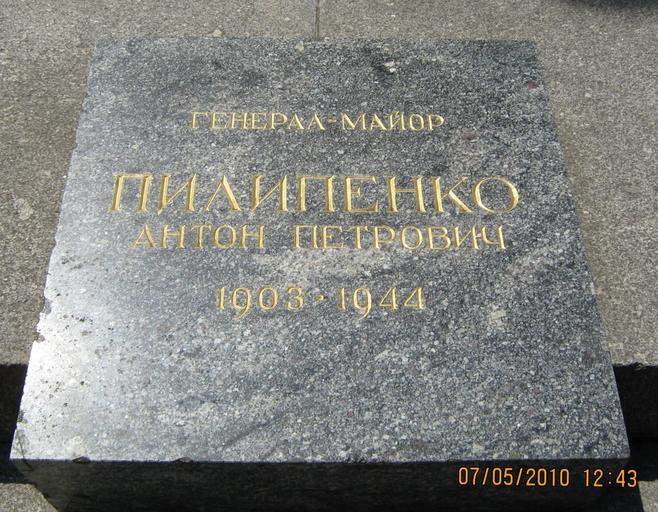 ГЕНЕРАЛ-МАЙОР
ПИЛИПЕНКО
АНТОН ПЕТРОВИЧ
1903 · 1944
07/05/2010 12:43